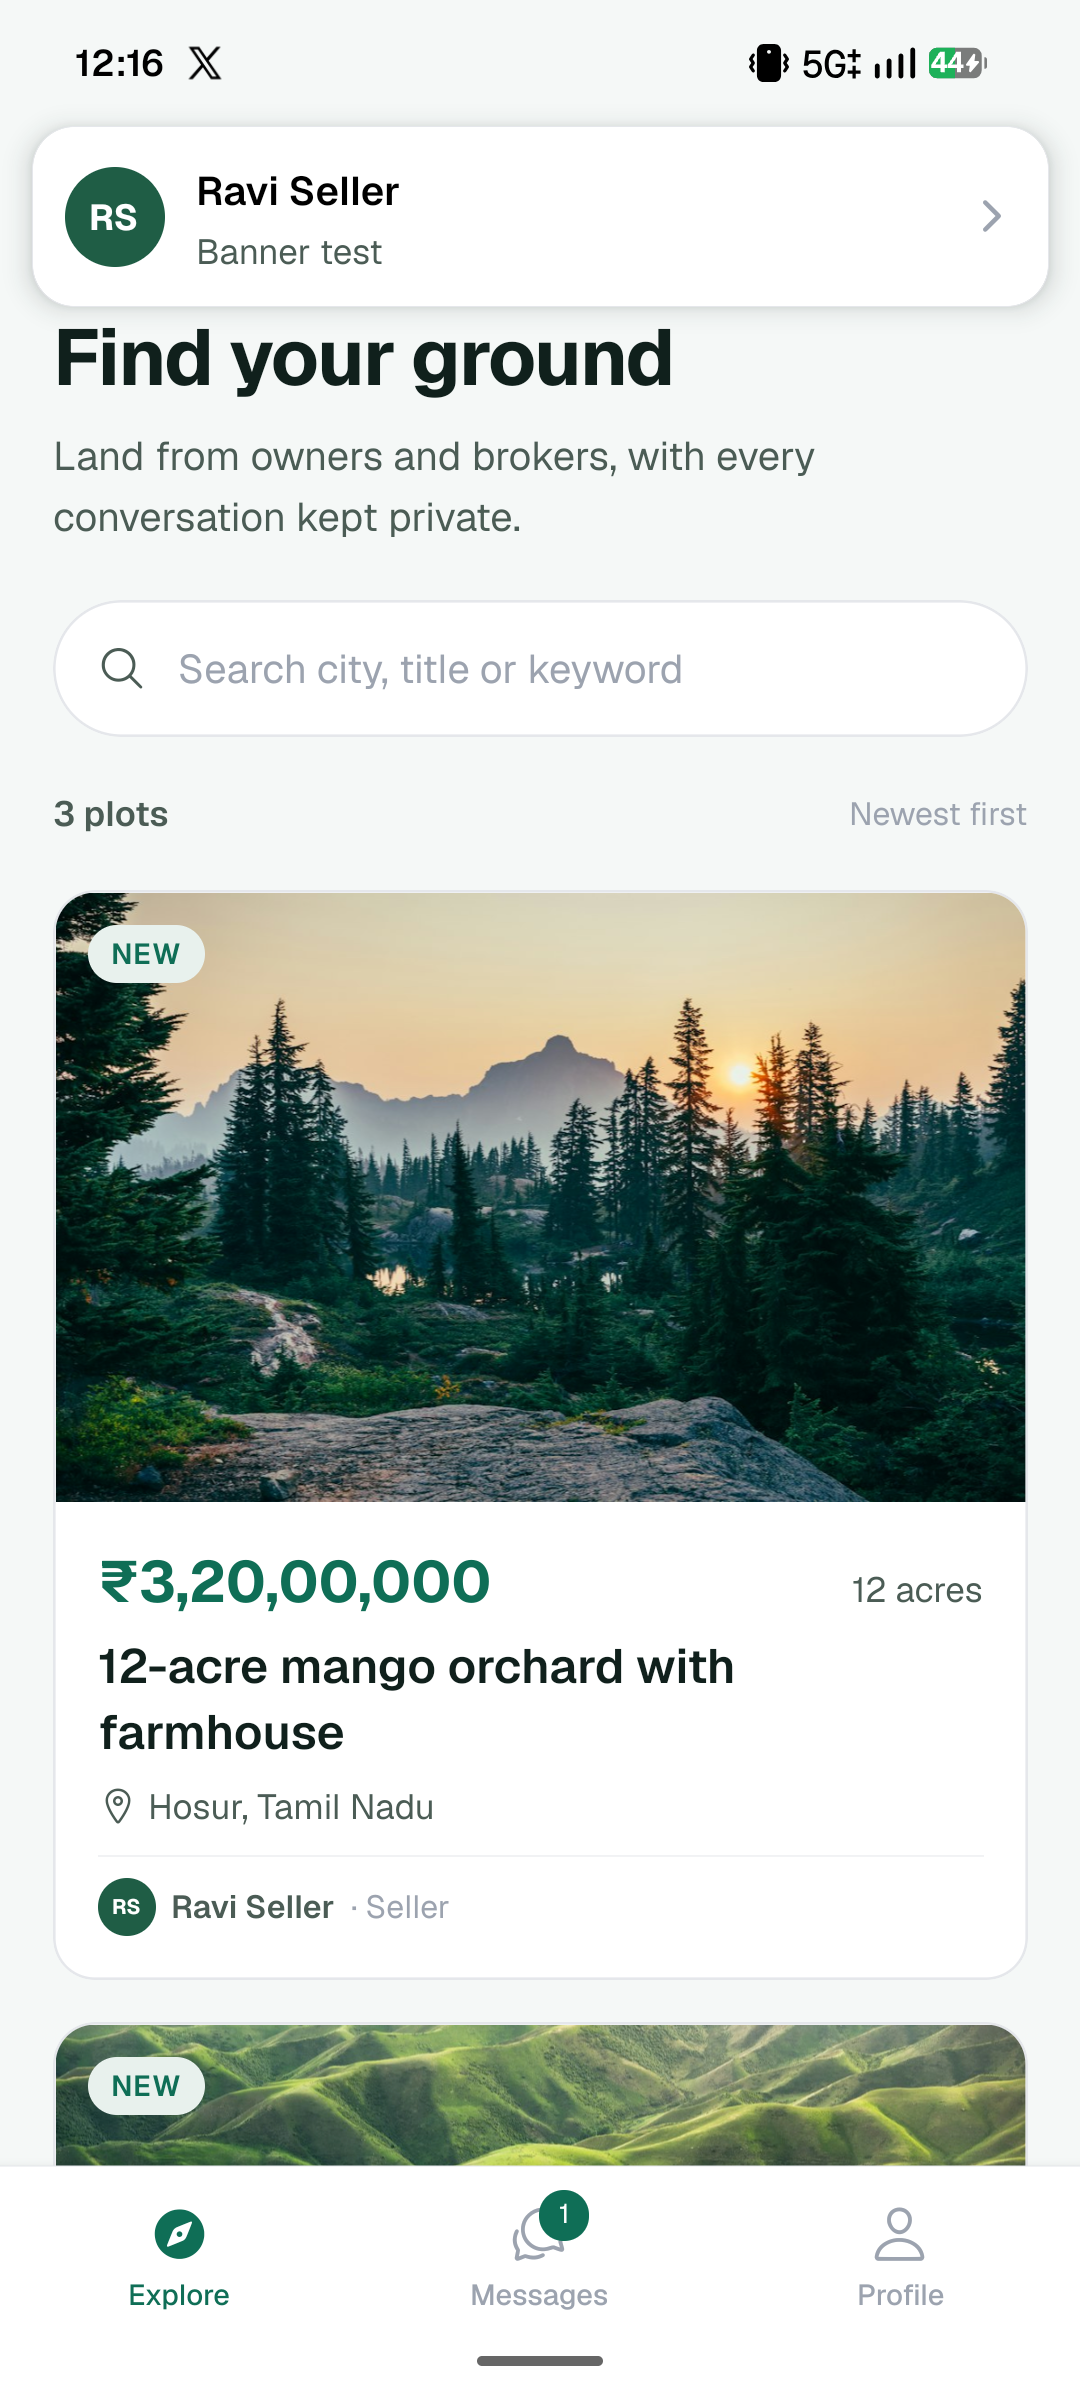 12:16
5G‡ 44
RS
Ravi Seller
Banner test
Find your ground
Land from owners and brokers, with every
conversation kept private.
Search city, title or keyword
3 plots
Newest first
NEW
₹3,20,00,000
12 acres
12-acre mango orchard with
farmhouse
Hosur, Tamil Nadu
RS Ravi Seller · Seller
NEW
1
Explore
Messages
Profile